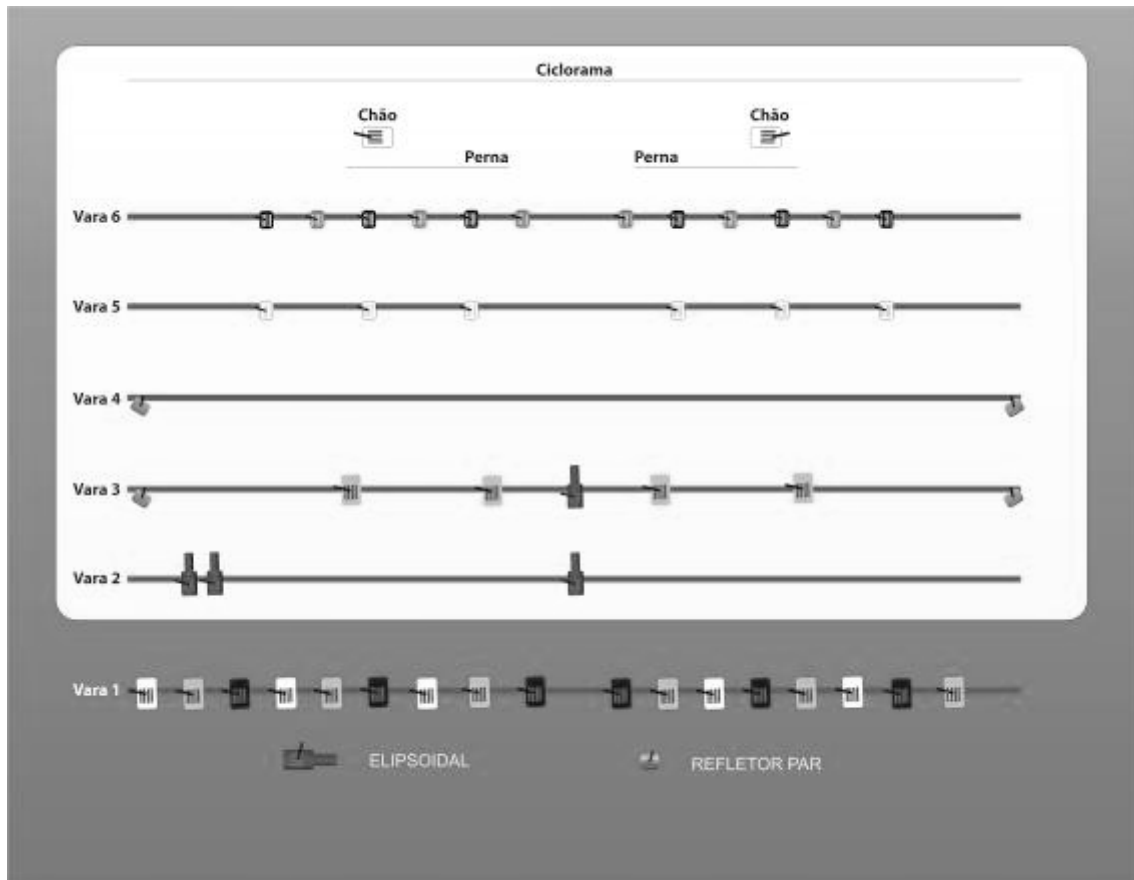 Ciclorama
Chão Chão
Perna Perna
Vara 6
Vara 5
Vara 4
Vara 3
Vara 2
Vara 1
ELIPSOIDAL REFLETOR PAR